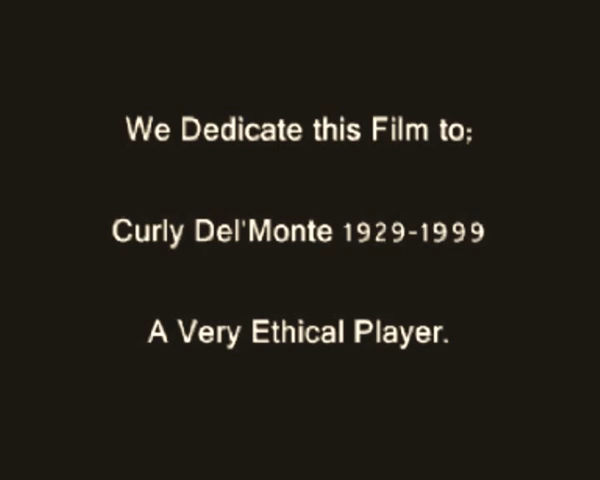 We Dedicate this Film to;
Curly Del'Monte 1929-1999
A Very Ethical Player.